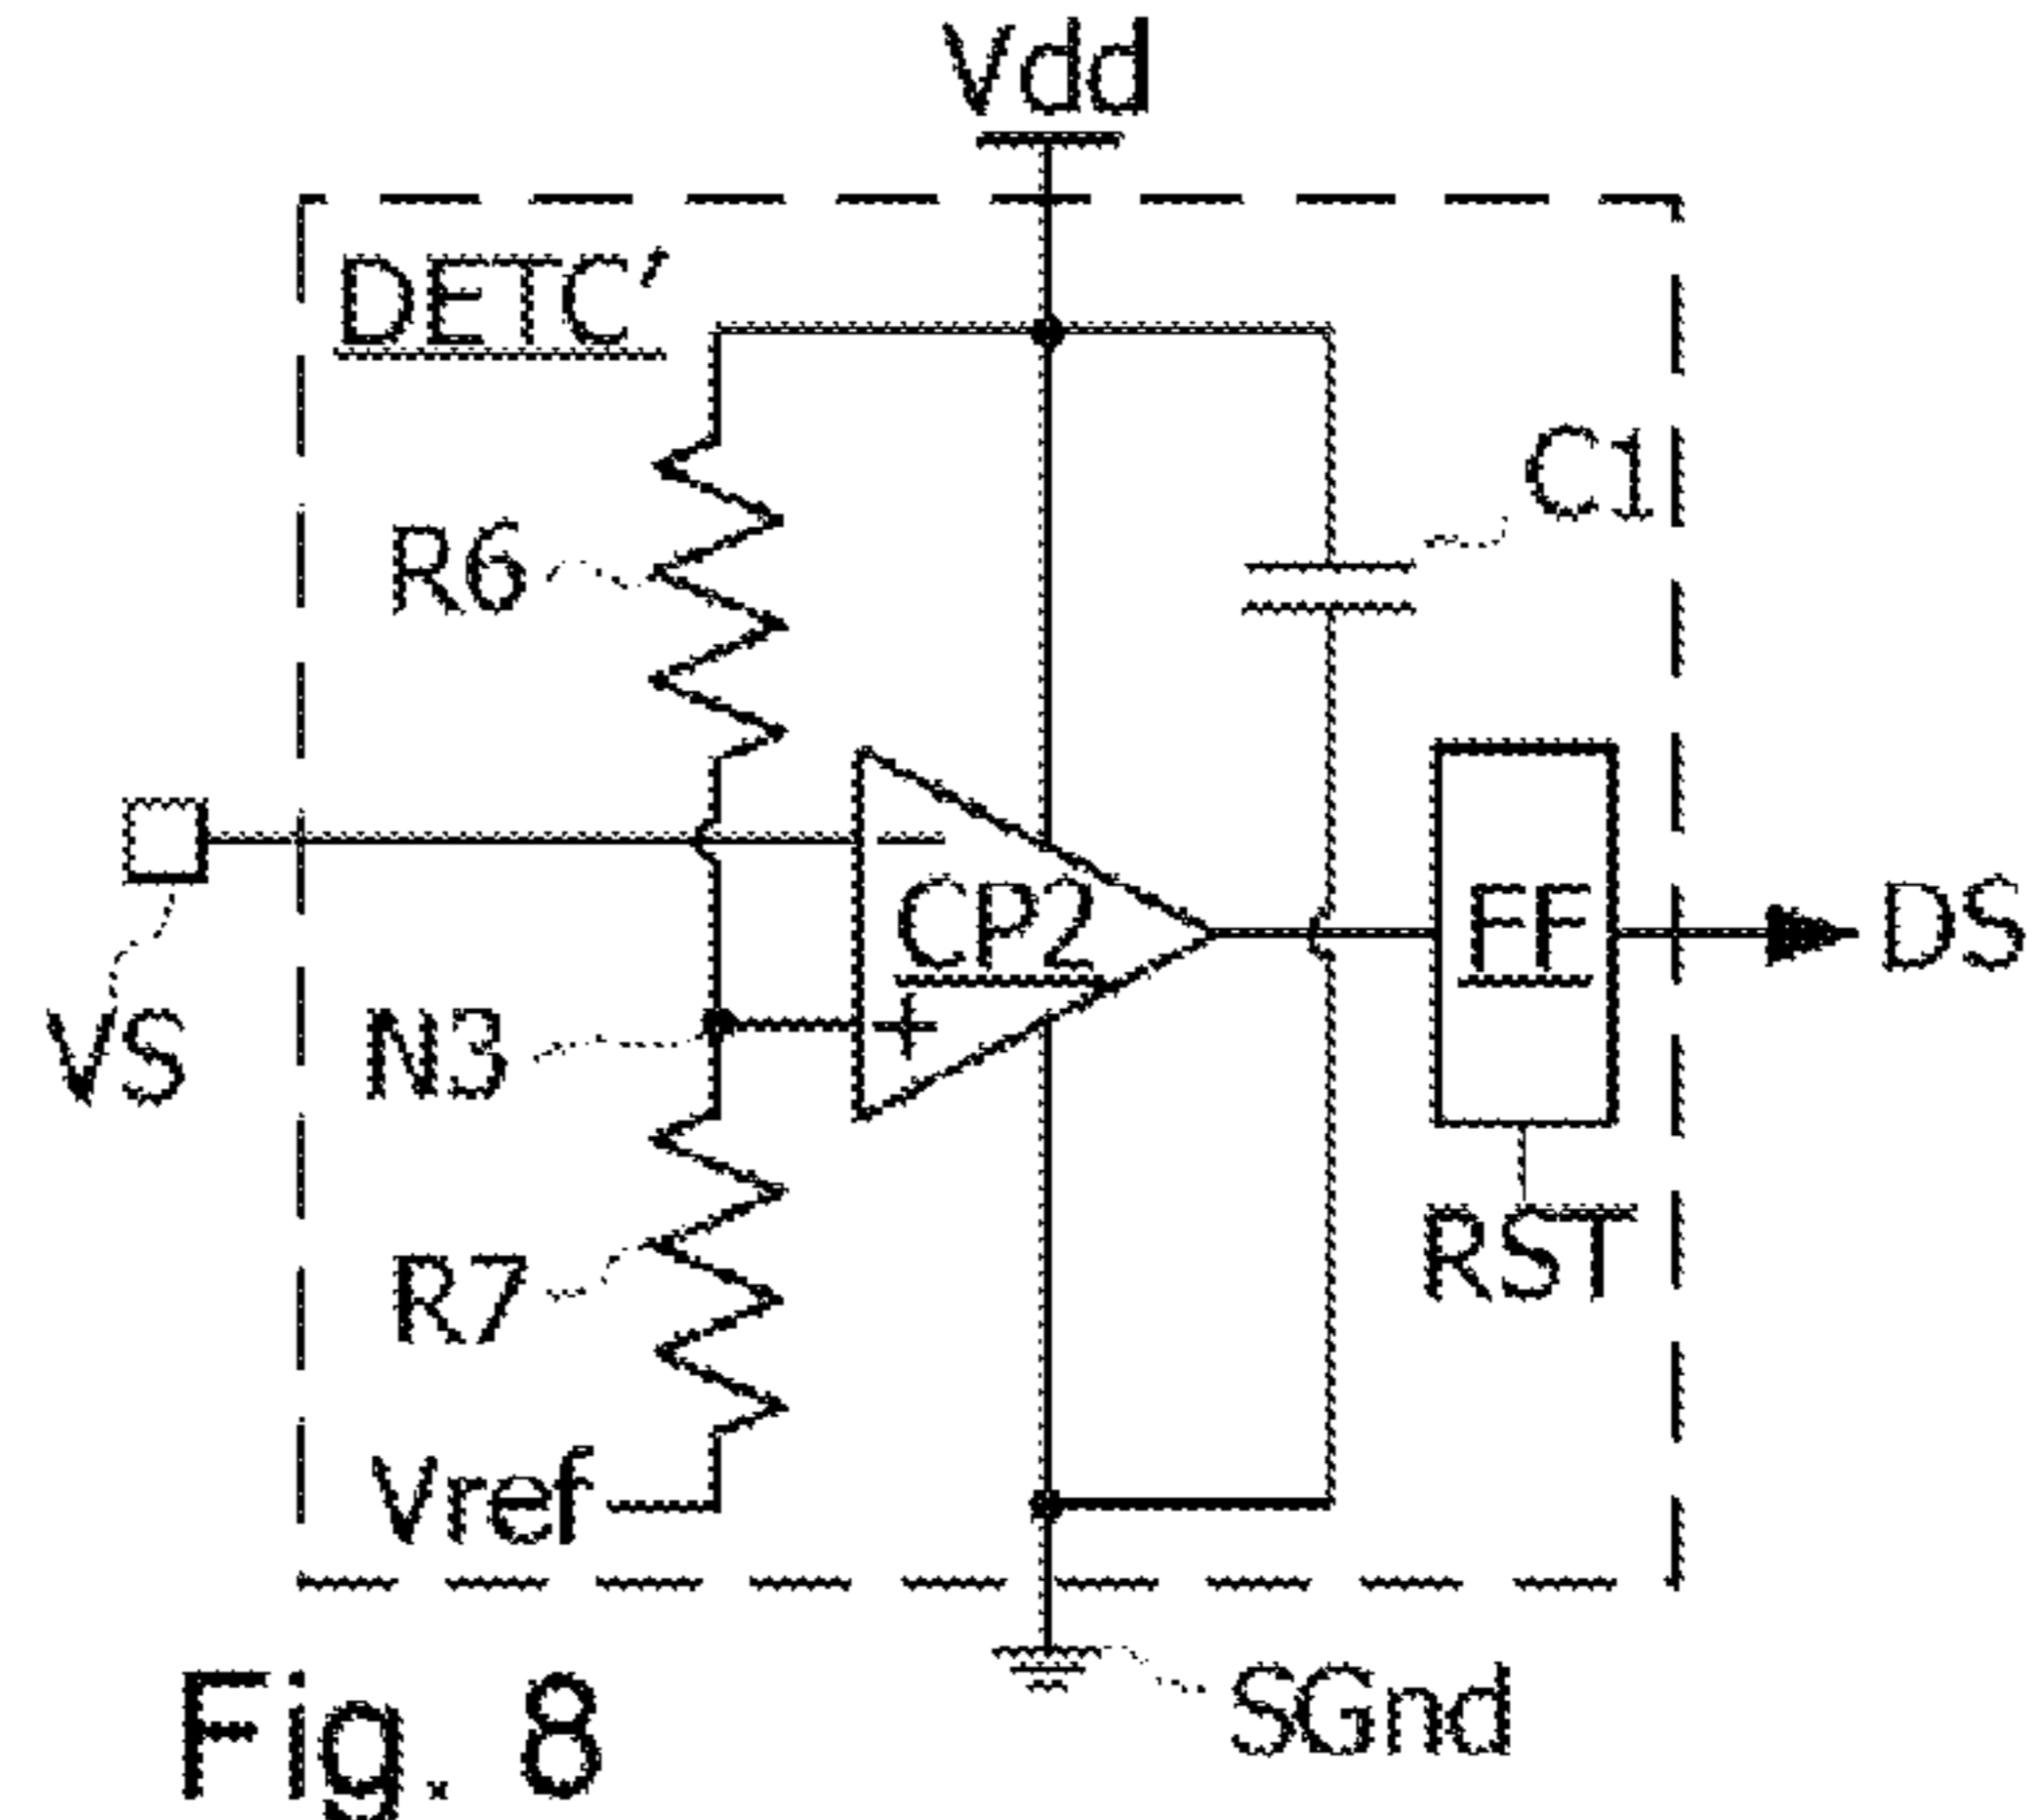 Vdd
DETC′
C1
R6
−
CP2
FF
DS
VS
N3
+
RST
R7
Vref
SGnd
Fig. 8